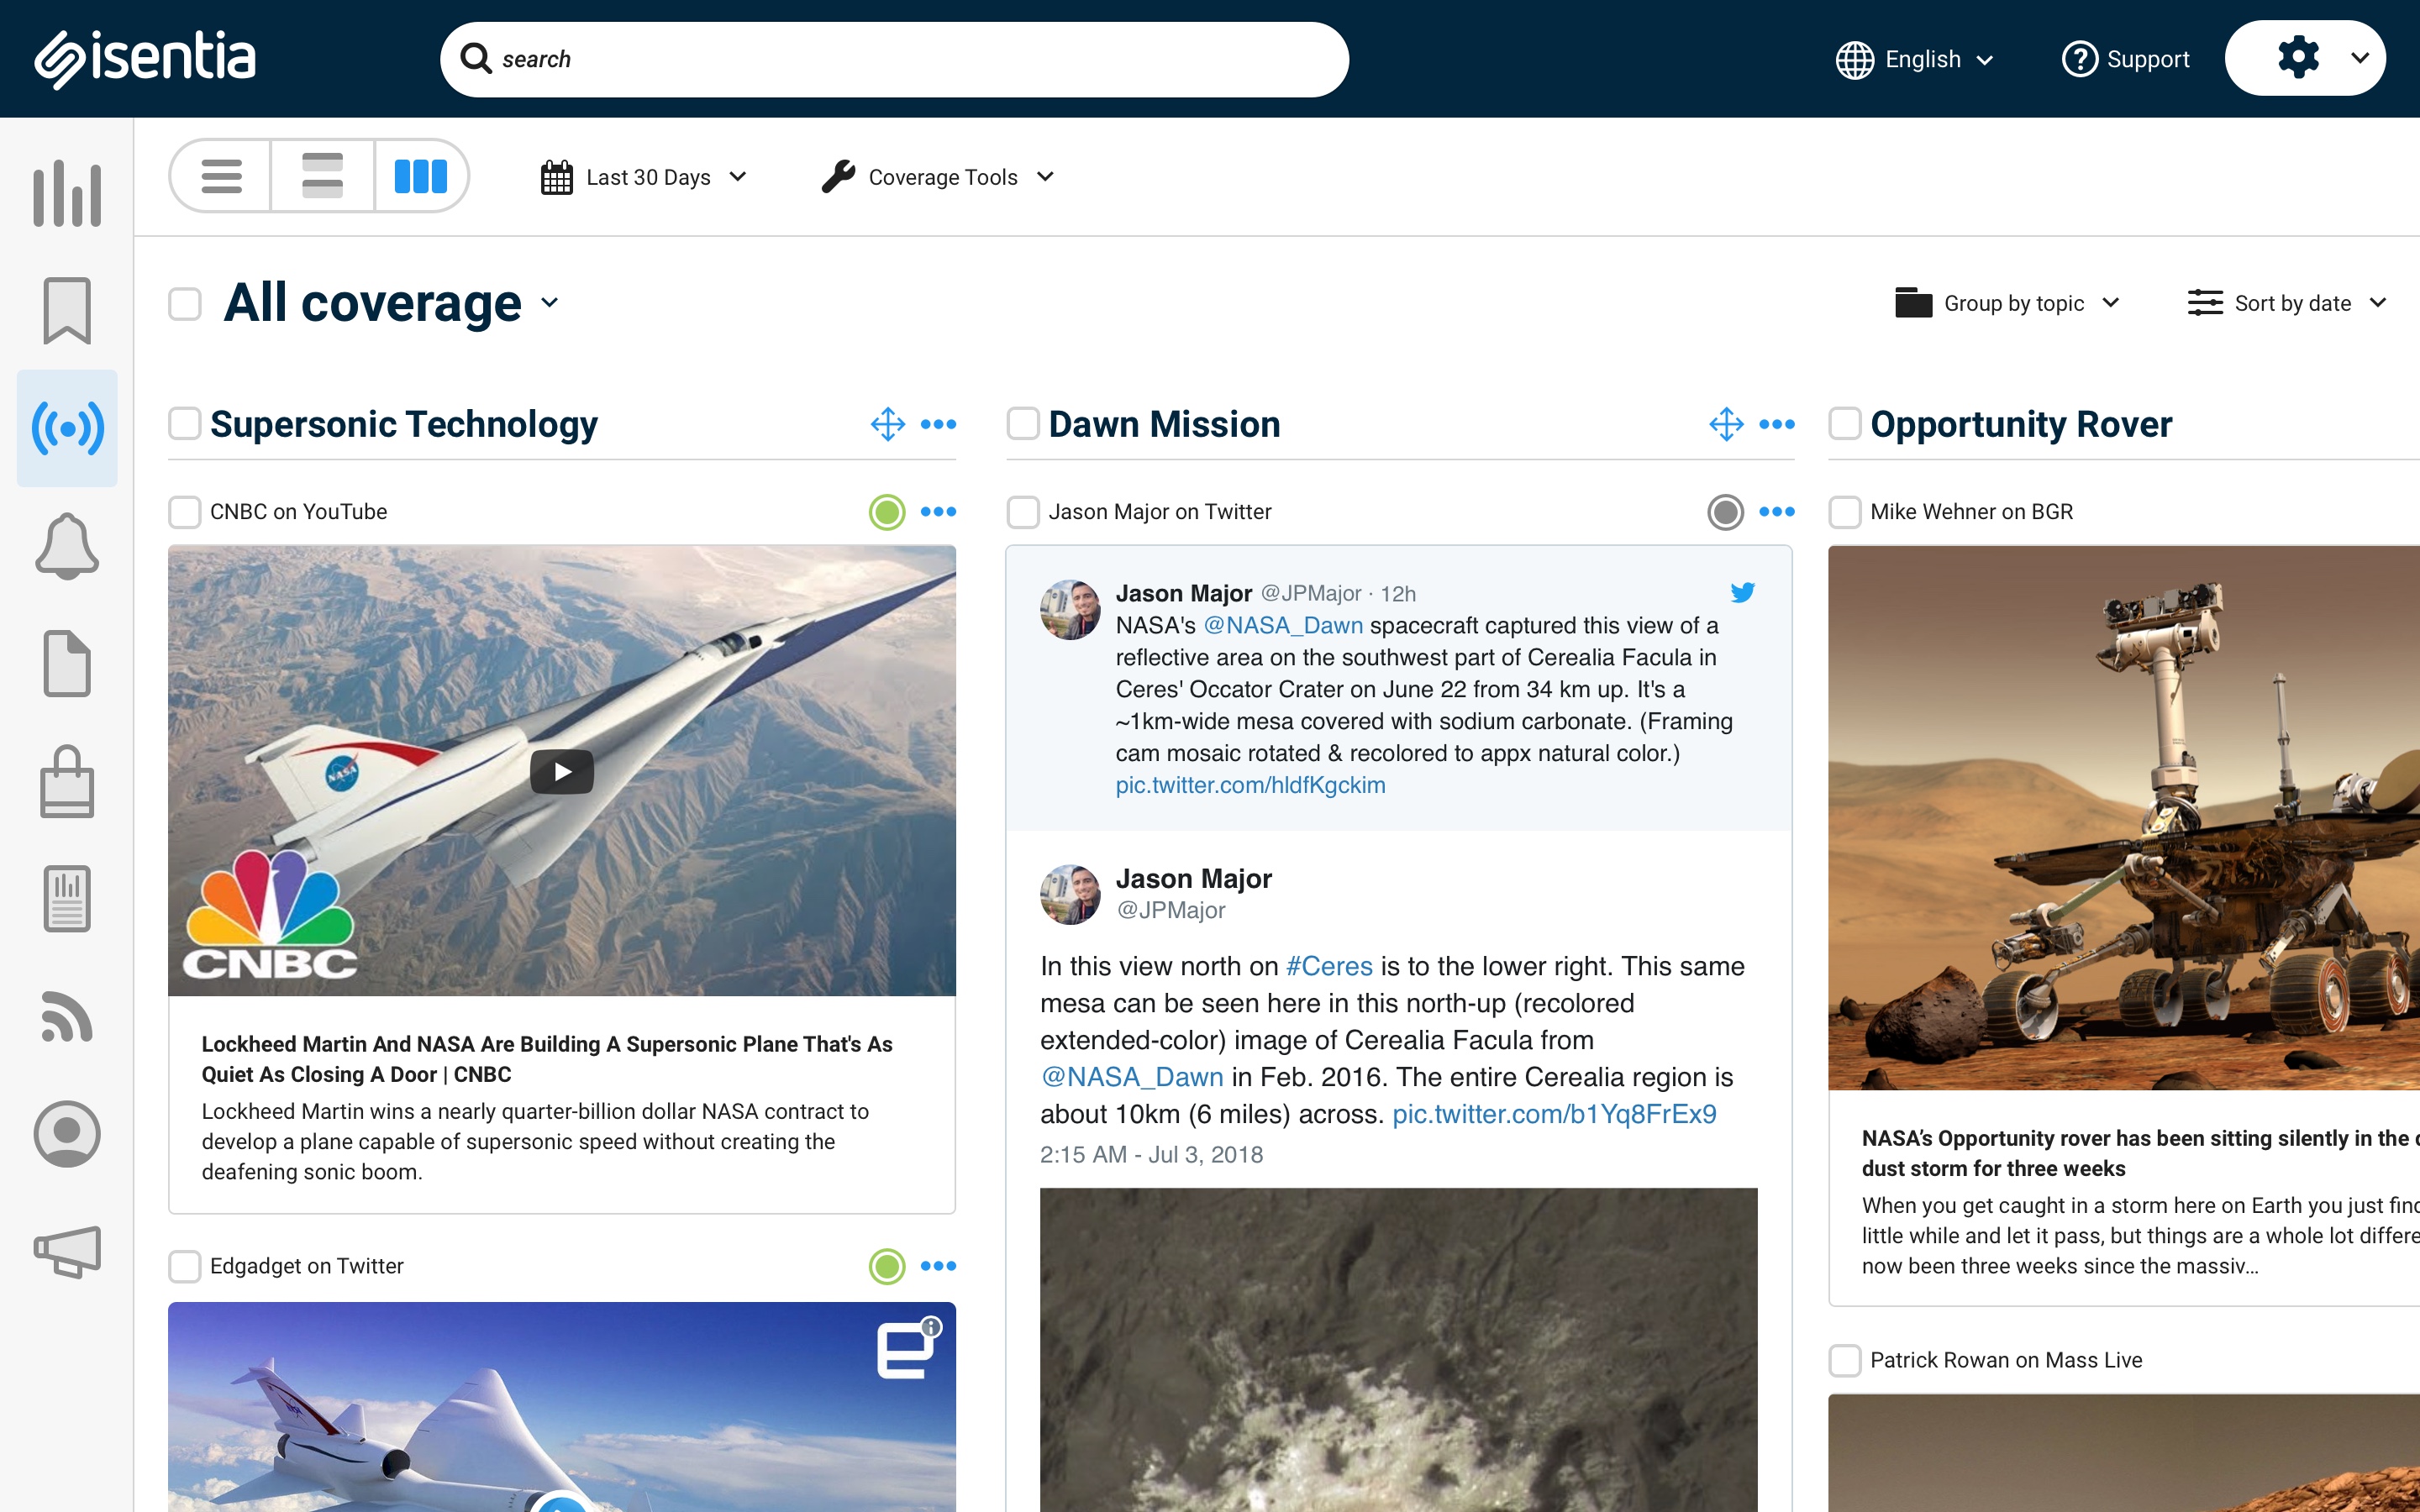 isentia
search
English
Support
Last 30 Days
Coverage Tools
All coverage
Group by topic
Sort by date
Supersonic Technology
CNBC on YouTube
NASA
CNBC
Lockheed Martin And NASA Are Building A Supersonic Plane That's As
Quiet As Closing A Door | CNBC
Lockheed Martin wins a nearly quarter-billion dollar NASA contract to
develop a plane capable of supersonic speed without creating the
deafening sonic boom.
Edgadget on Twitter
Dawn Mission
Jason Major on Twitter
Jason Major @JPMajor · 12h
NASA's @NASA_Dawn spacecraft captured this view of a
reflective area on the southwest part of Cerealia Facula in
Ceres' Occator Crater on June 22 from 34 km up. It's a
~1km-wide mesa covered with sodium carbonate. (Framing
cam mosaic rotated & recolored to appx natural color.)
pic.twitter.com/hldfKgckim
Jason Major
@JPMajor
In this view north on #Ceres is to the lower right. This same
mesa can be seen here in this north-up (recolored
extended-color) image of Cerealia Facula from
@NASA_Dawn in Feb. 2016. The entire Cerealia region is
about 10km (6 miles) across. pic.twitter.com/b1Yq8FrEx9
2:15 AM - Jul 3, 2018
Opportunity Rover
Mike Wehner on BGR
NASA’s Opportunity rover has been sitting silently in the
dust storm for three weeks
When you get caught in a storm here on Earth you just find
little while and let it pass, but things are a whole lot differe
now been three weeks since the massiv...
Patrick Rowan on Mass Live